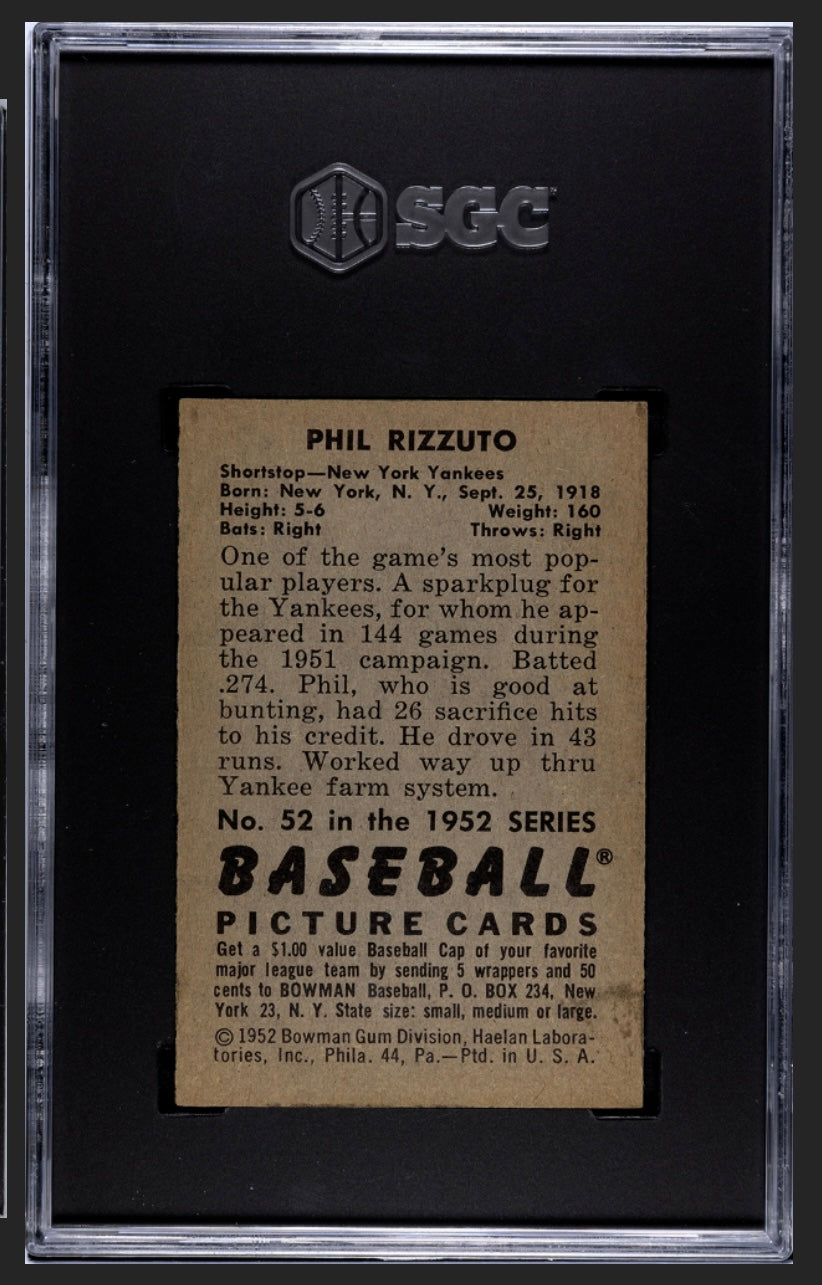 SGC
PHIL RIZZUTO
Shortstop—New York Yankees
Born: New York, N. Y., Sept. 25, 1918
Height: 5-6 Weight: 160
Bats: Right Throws: Right
One of the game's most pop-
ular players. A sparkplug for
the Yankees, for whom he ap-
peared in 144 games during
the 1951 campaign. Batted
.274. Phil, who is good at
bunting, had 26 sacrifice hits
to his credit. He drove in 43
runs. Worked way up thru
Yankee farm system.
No. 52 in the 1952 SERIES
BASEBALL®
PICTURE CARDS
Get a $1.00 value Baseball Cap of your favorite
major league team by sending 5 wrappers and 50
cents to BOWMAN Baseball, P. O. BOX 234, New
York 23, N. Y. State size: small, medium or large.
© 1952 Bowman Gum Division, Haelan Labora-
tories, Inc., Phila. 44, Pa.—Ptd. in U. S. A.